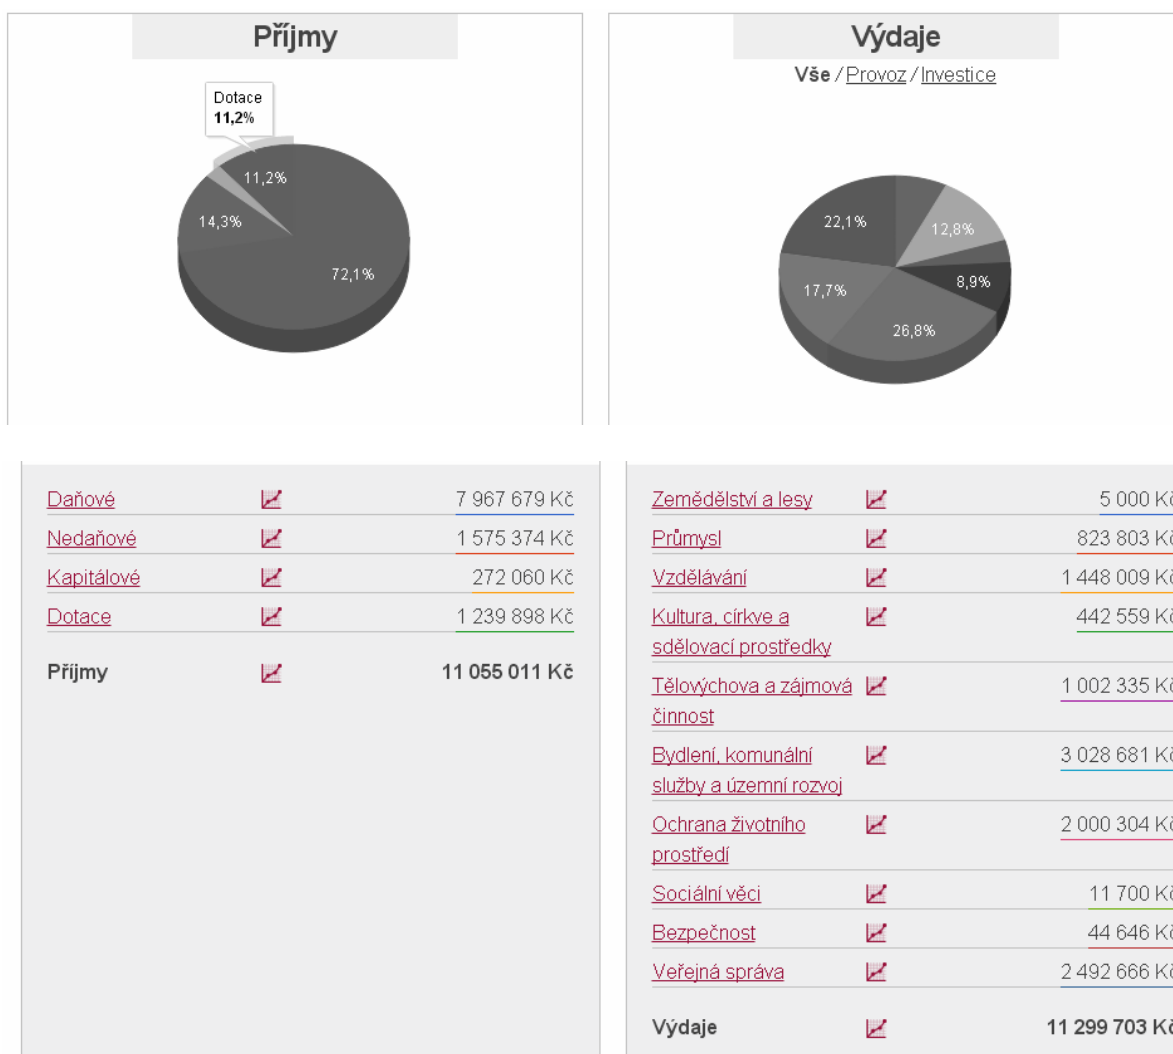 Příjmy
Dotace
11,2%
11,2%
14,3%
72,1%
Výdaje
Vše / Provoz / Investice
22,1%
12,8%
17,7%
8,9%
26,8%
Daňové 7 967 679 Kč
Nedaňové 1 575 374 Kč
Kapitálové 272 060 Kč
Dotace 1 239 898 Kč
Příjmy 11 055 011 Kč
Zemědělství a lesy 5 000 Kč
Průmysl 823 803 Kč
Vzdělávání 1 448 009 Kč
Kultura, církve a 442 559 Kč
sdělovací prostředky
Tělovýchova a zájmová 1 002 335 Kč
činnost
Bydlení, komunální 3 028 681 Kč
služby a územní rozvoj
Ochrana životního 2 000 304 Kč
prostředí
Sociální věci 11 700 Kč
Bezpečnost 44 646 Kč
Veřejná správa 2 492 666 Kč
Výdaje 11 299 703 Kč